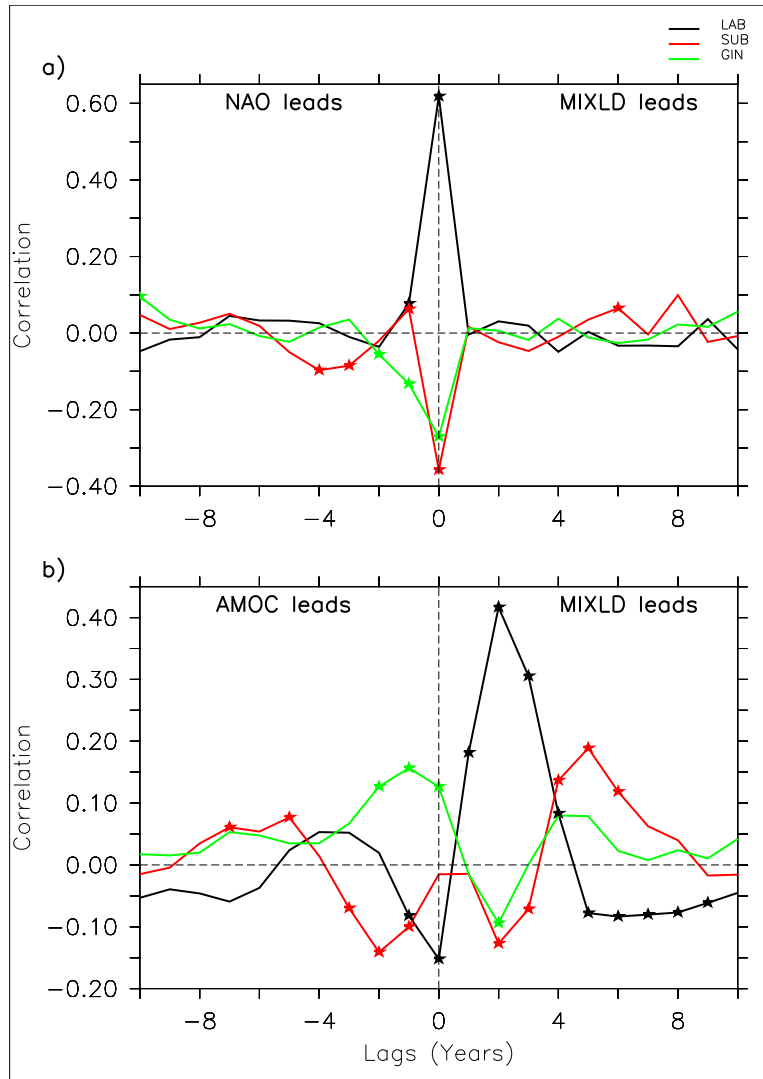 LAB
SUB
GIN
a)
NAO leads MIXLD leads
0.60
0.40
0.20
0.00
−0.20
−0.40
Correlation
−8 −4 0 4 8
b)
AMOC leads MIXLD leads
0.40
0.30
0.20
0.10
0.00
−0.10
−0.20
Correlation
−8 −4 0 4 8
Lags (Years)